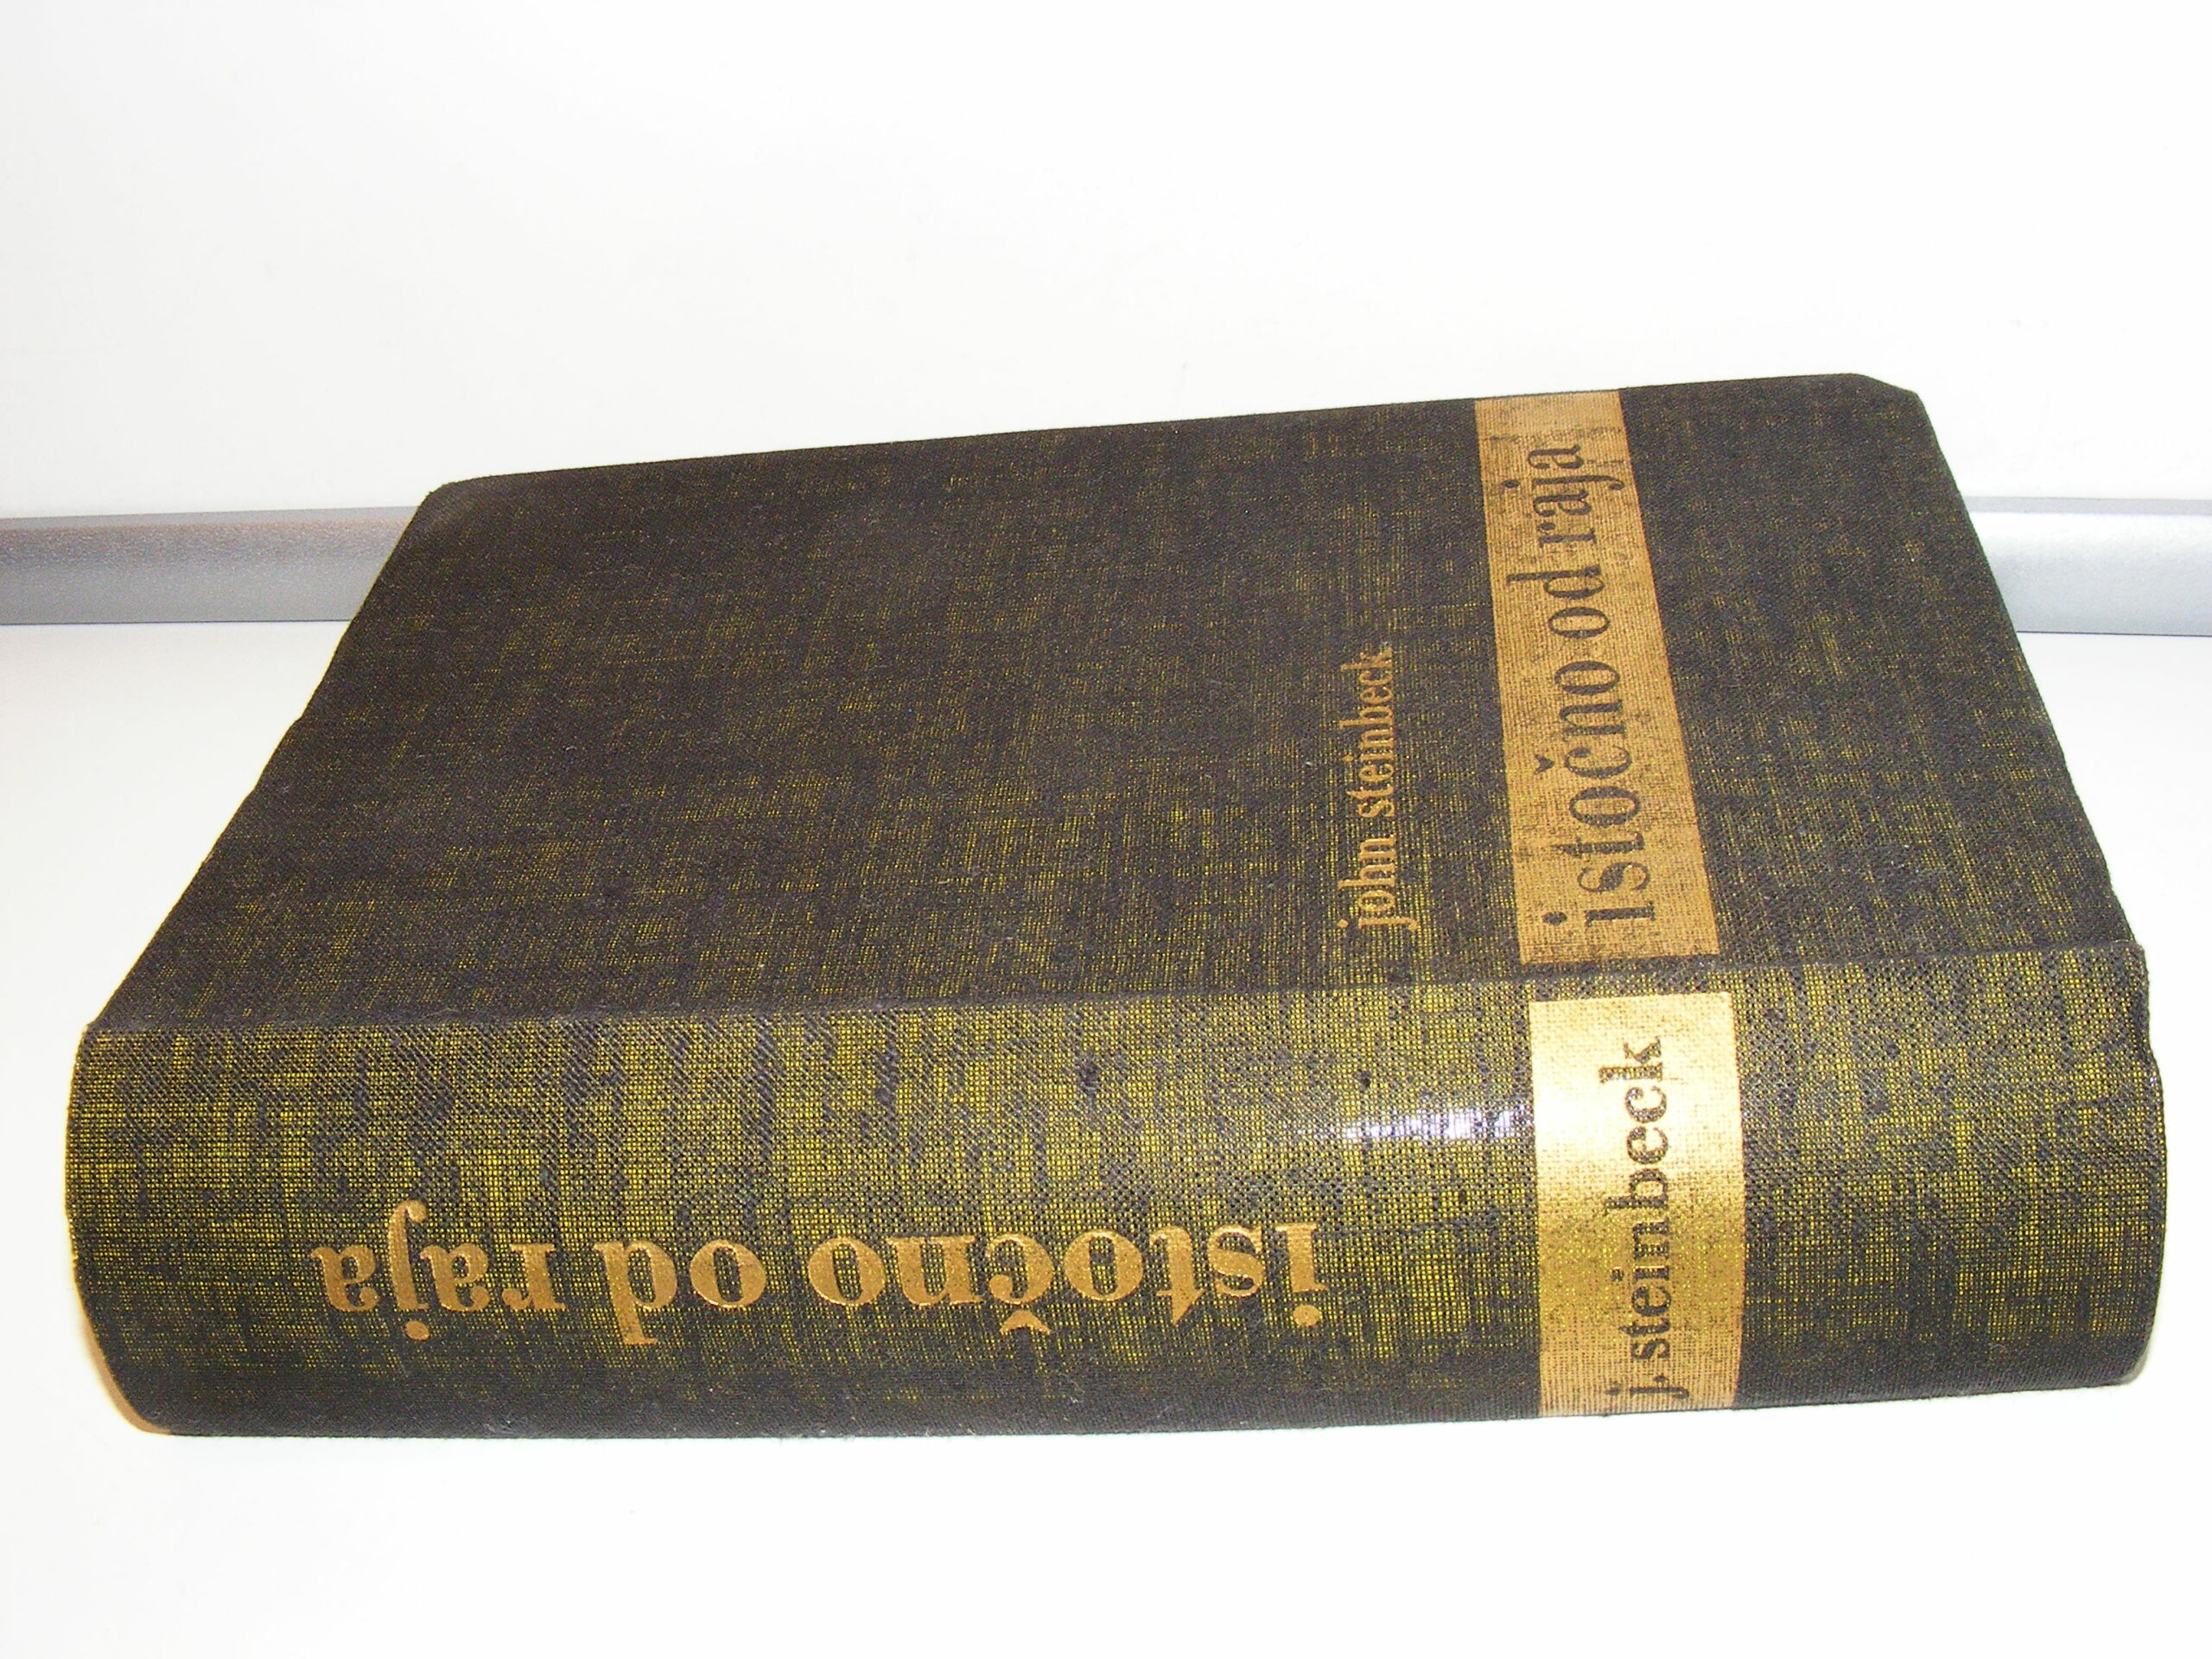 john steinbeck
istočno od raja
j. steinbeck
istočno od raja